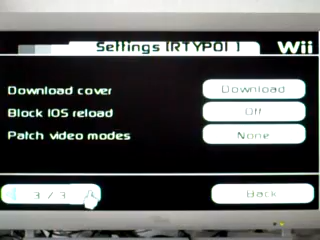 Settings [RTYP01] Wii
Download cover Download
Block IOS reload Off
Patch video modes None
3 / 3 Back